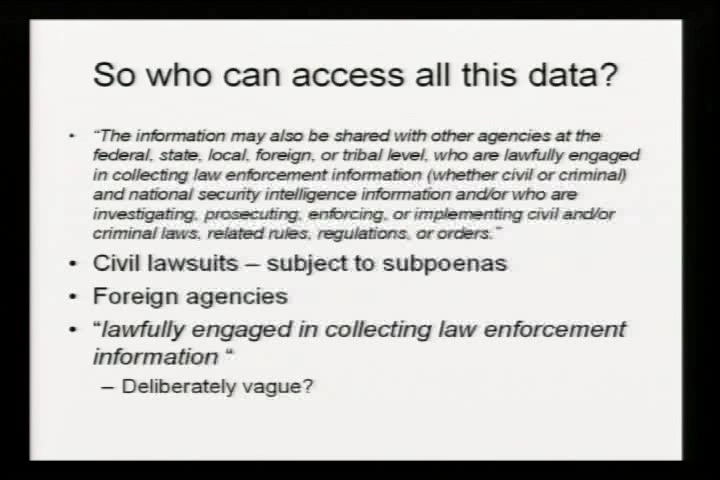 So who can access all this data?
• "The information may also be shared with other agencies at the
federal, state, local, foreign, or tribal level, who are lawfully engaged
in collecting law enforcement information (whether civil or criminal)
and national security intelligence information and/or who are
investigating, prosecuting, enforcing, or implementing civil and/or
criminal laws, related rules, regulations, or orders."
• Civil lawsuits – subject to subpoenas
• Foreign agencies
• "lawfully engaged in collecting law enforcement
information "
– Deliberately vague?